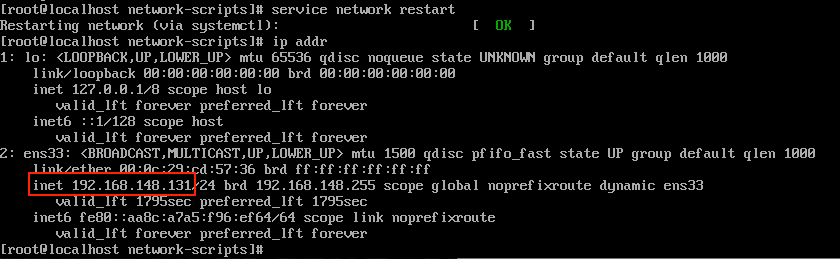 [root@localhost network-scripts]# service network restart
Restarting network (via systemctl): [ OK ]
[root@localhost network-scripts]# ip addr
1: lo: <LOOPBACK,UP,LOWER_UP> mtu 65536 qdisc noqueue state UNKNOWN group default qlen 1000
link/loopback 00:00:00:00:00:00 brd 00:00:00:00:00:00
inet 127.0.0.1/8 scope host lo
valid_lft forever preferred_lft forever
inet6 ::1/128 scope host
valid_lft forever preferred_lft forever
2: ens33: <BROADCAST,MULTICAST,UP,LOWER_UP> mtu 1500 qdisc pfifo_fast state UP group default qlen 1000
link/ether 00:0c:29:cd:57:36 brd ff:ff:ff:ff:ff:ff
inet 192.168.148.131/24 brd 192.168.148.255 scope global noprefixroute dynamic ens33
valid_lft 1795sec preferred_lft 1795sec
inet6 fe80::aa8c:a7a5:f96:ef64/64 scope link noprefixroute
valid_lft forever preferred_lft forever
[root@localhost network-scripts]#